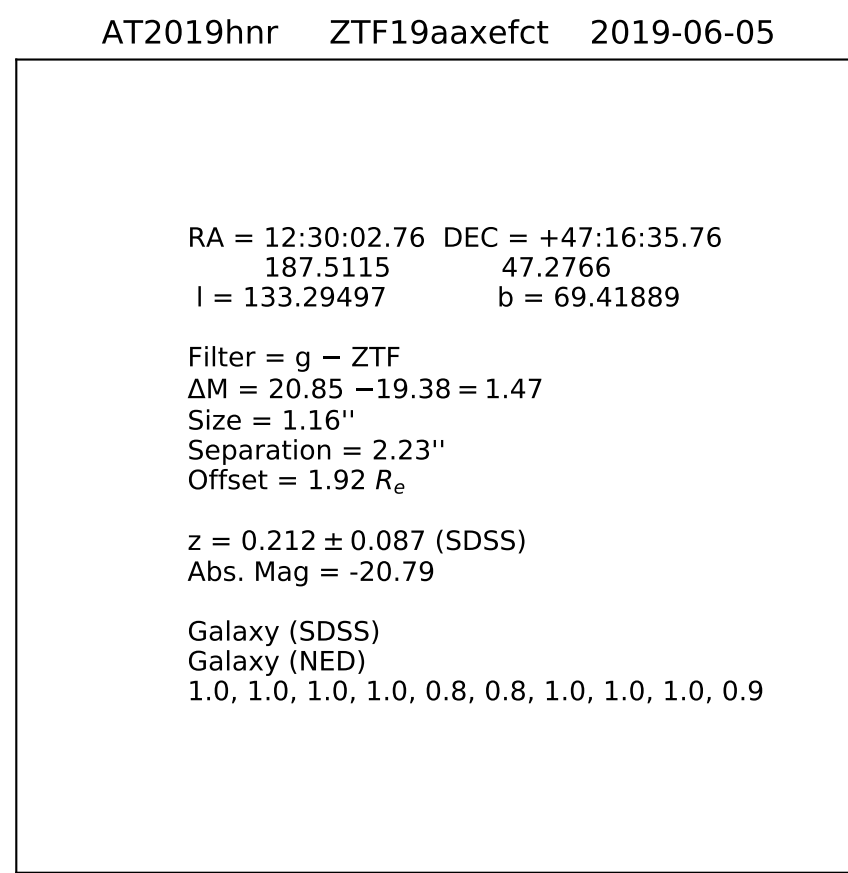 AT2019hnr ZTF19aaxefct 2019-06-05
RA = 12:30:02.76 DEC = +47:16:35.76
187.5115 47.2766
l = 133.29497 b = 69.41889
Filter = g − ZTF
ΔM = 20.85 −19.38 = 1.47
Size = 1.16''
Separation = 2.23''
Offset = 1.92 Rₑ
z = 0.212 ± 0.087 (SDSS)
Abs. Mag = -20.79
Galaxy (SDSS)
Galaxy (NED)
1.0, 1.0, 1.0, 1.0, 0.8, 0.8, 1.0, 1.0, 1.0, 0.9